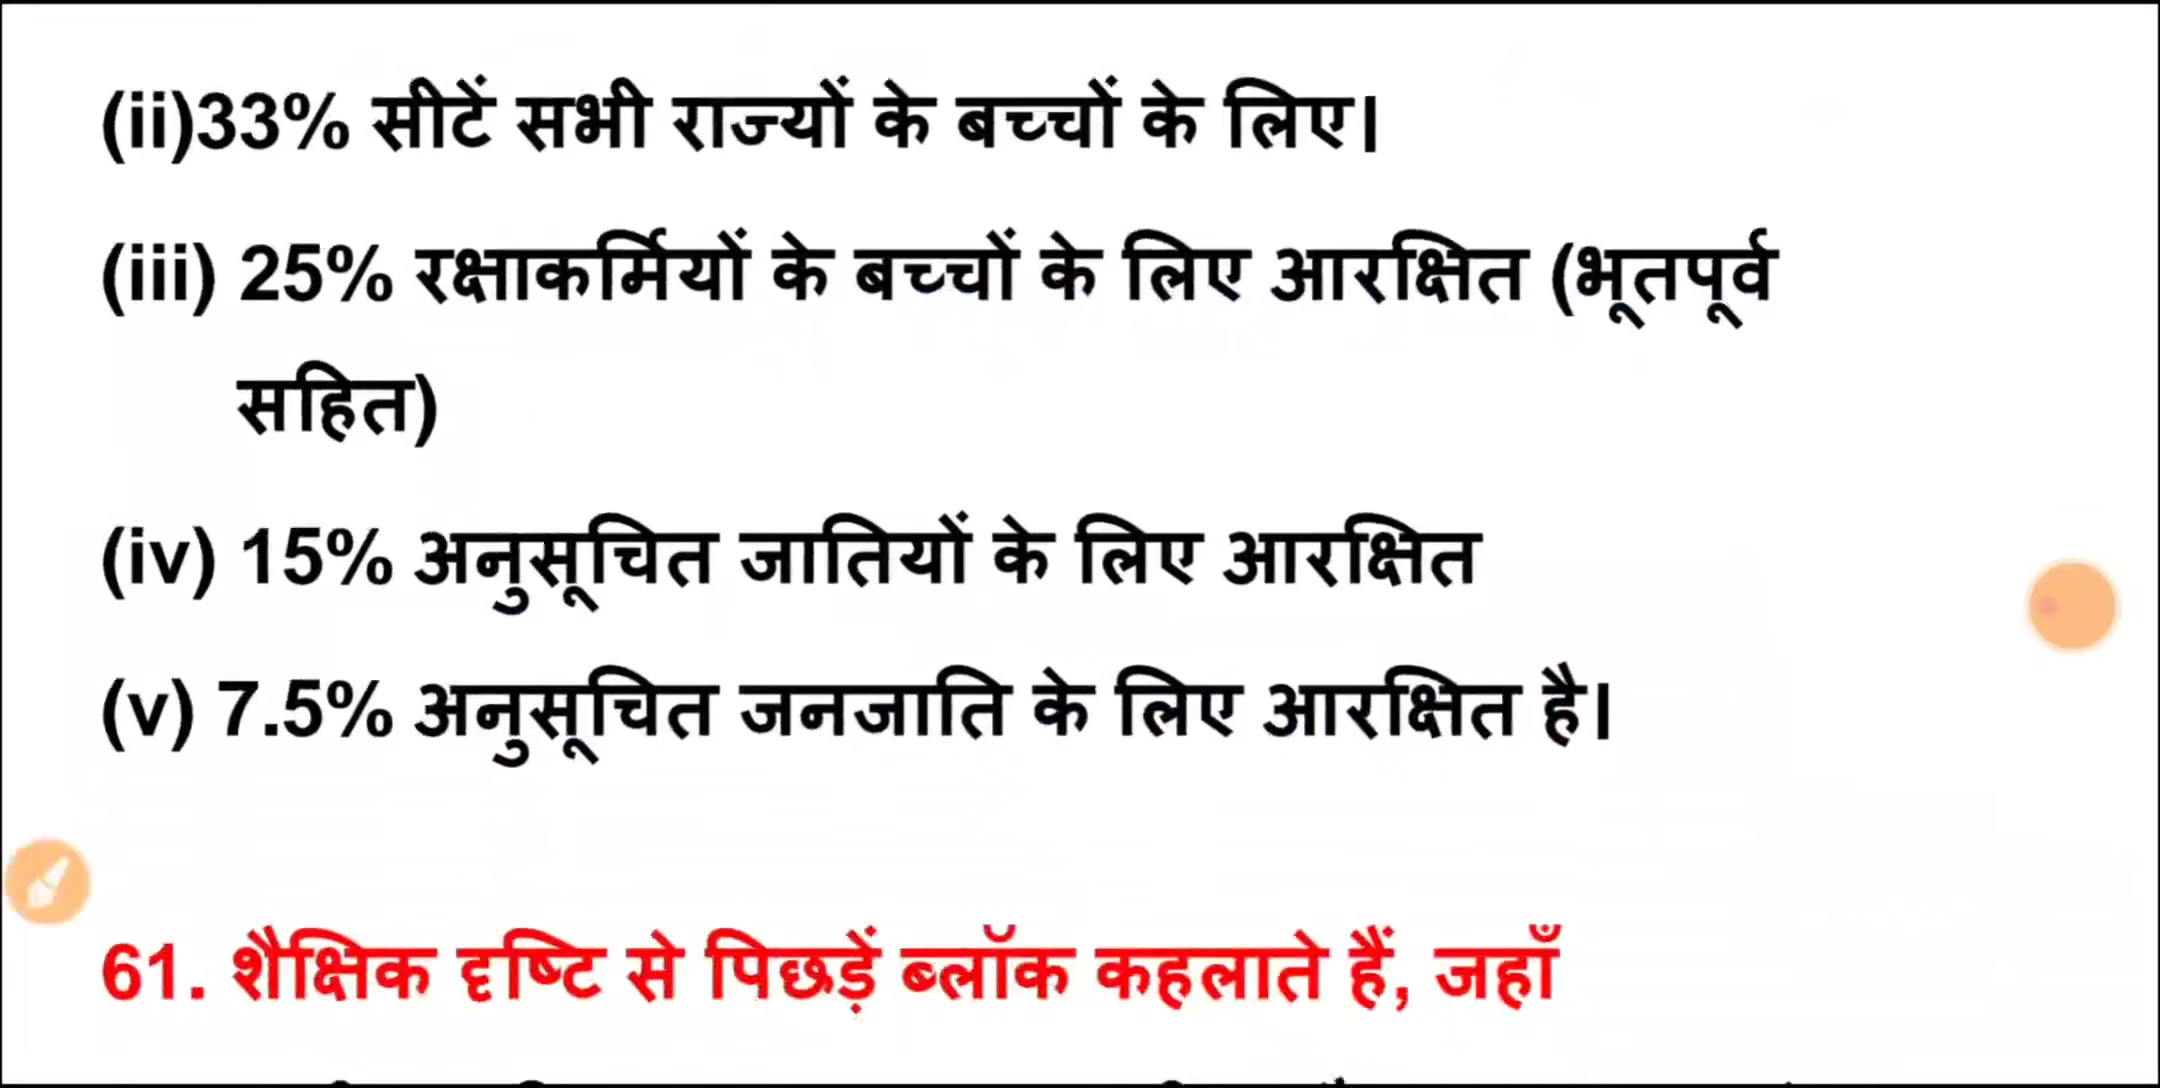 (ii)33% सीटें सभी राज्यों के बच्चों के लिए।
(iii) 25% रक्षाकर्मियों के बच्चों के लिए आरक्षित (भूतपूर्व
सहित)
(iv) 15% अनुसूचित जातियों के लिए आरक्षित
(v) 7.5% अनुसूचित जनजाति के लिए आरक्षित है।
61. शैक्षिक दृष्टि से पिछड़ें ब्लॉक कहलाते हैं, जहाँ